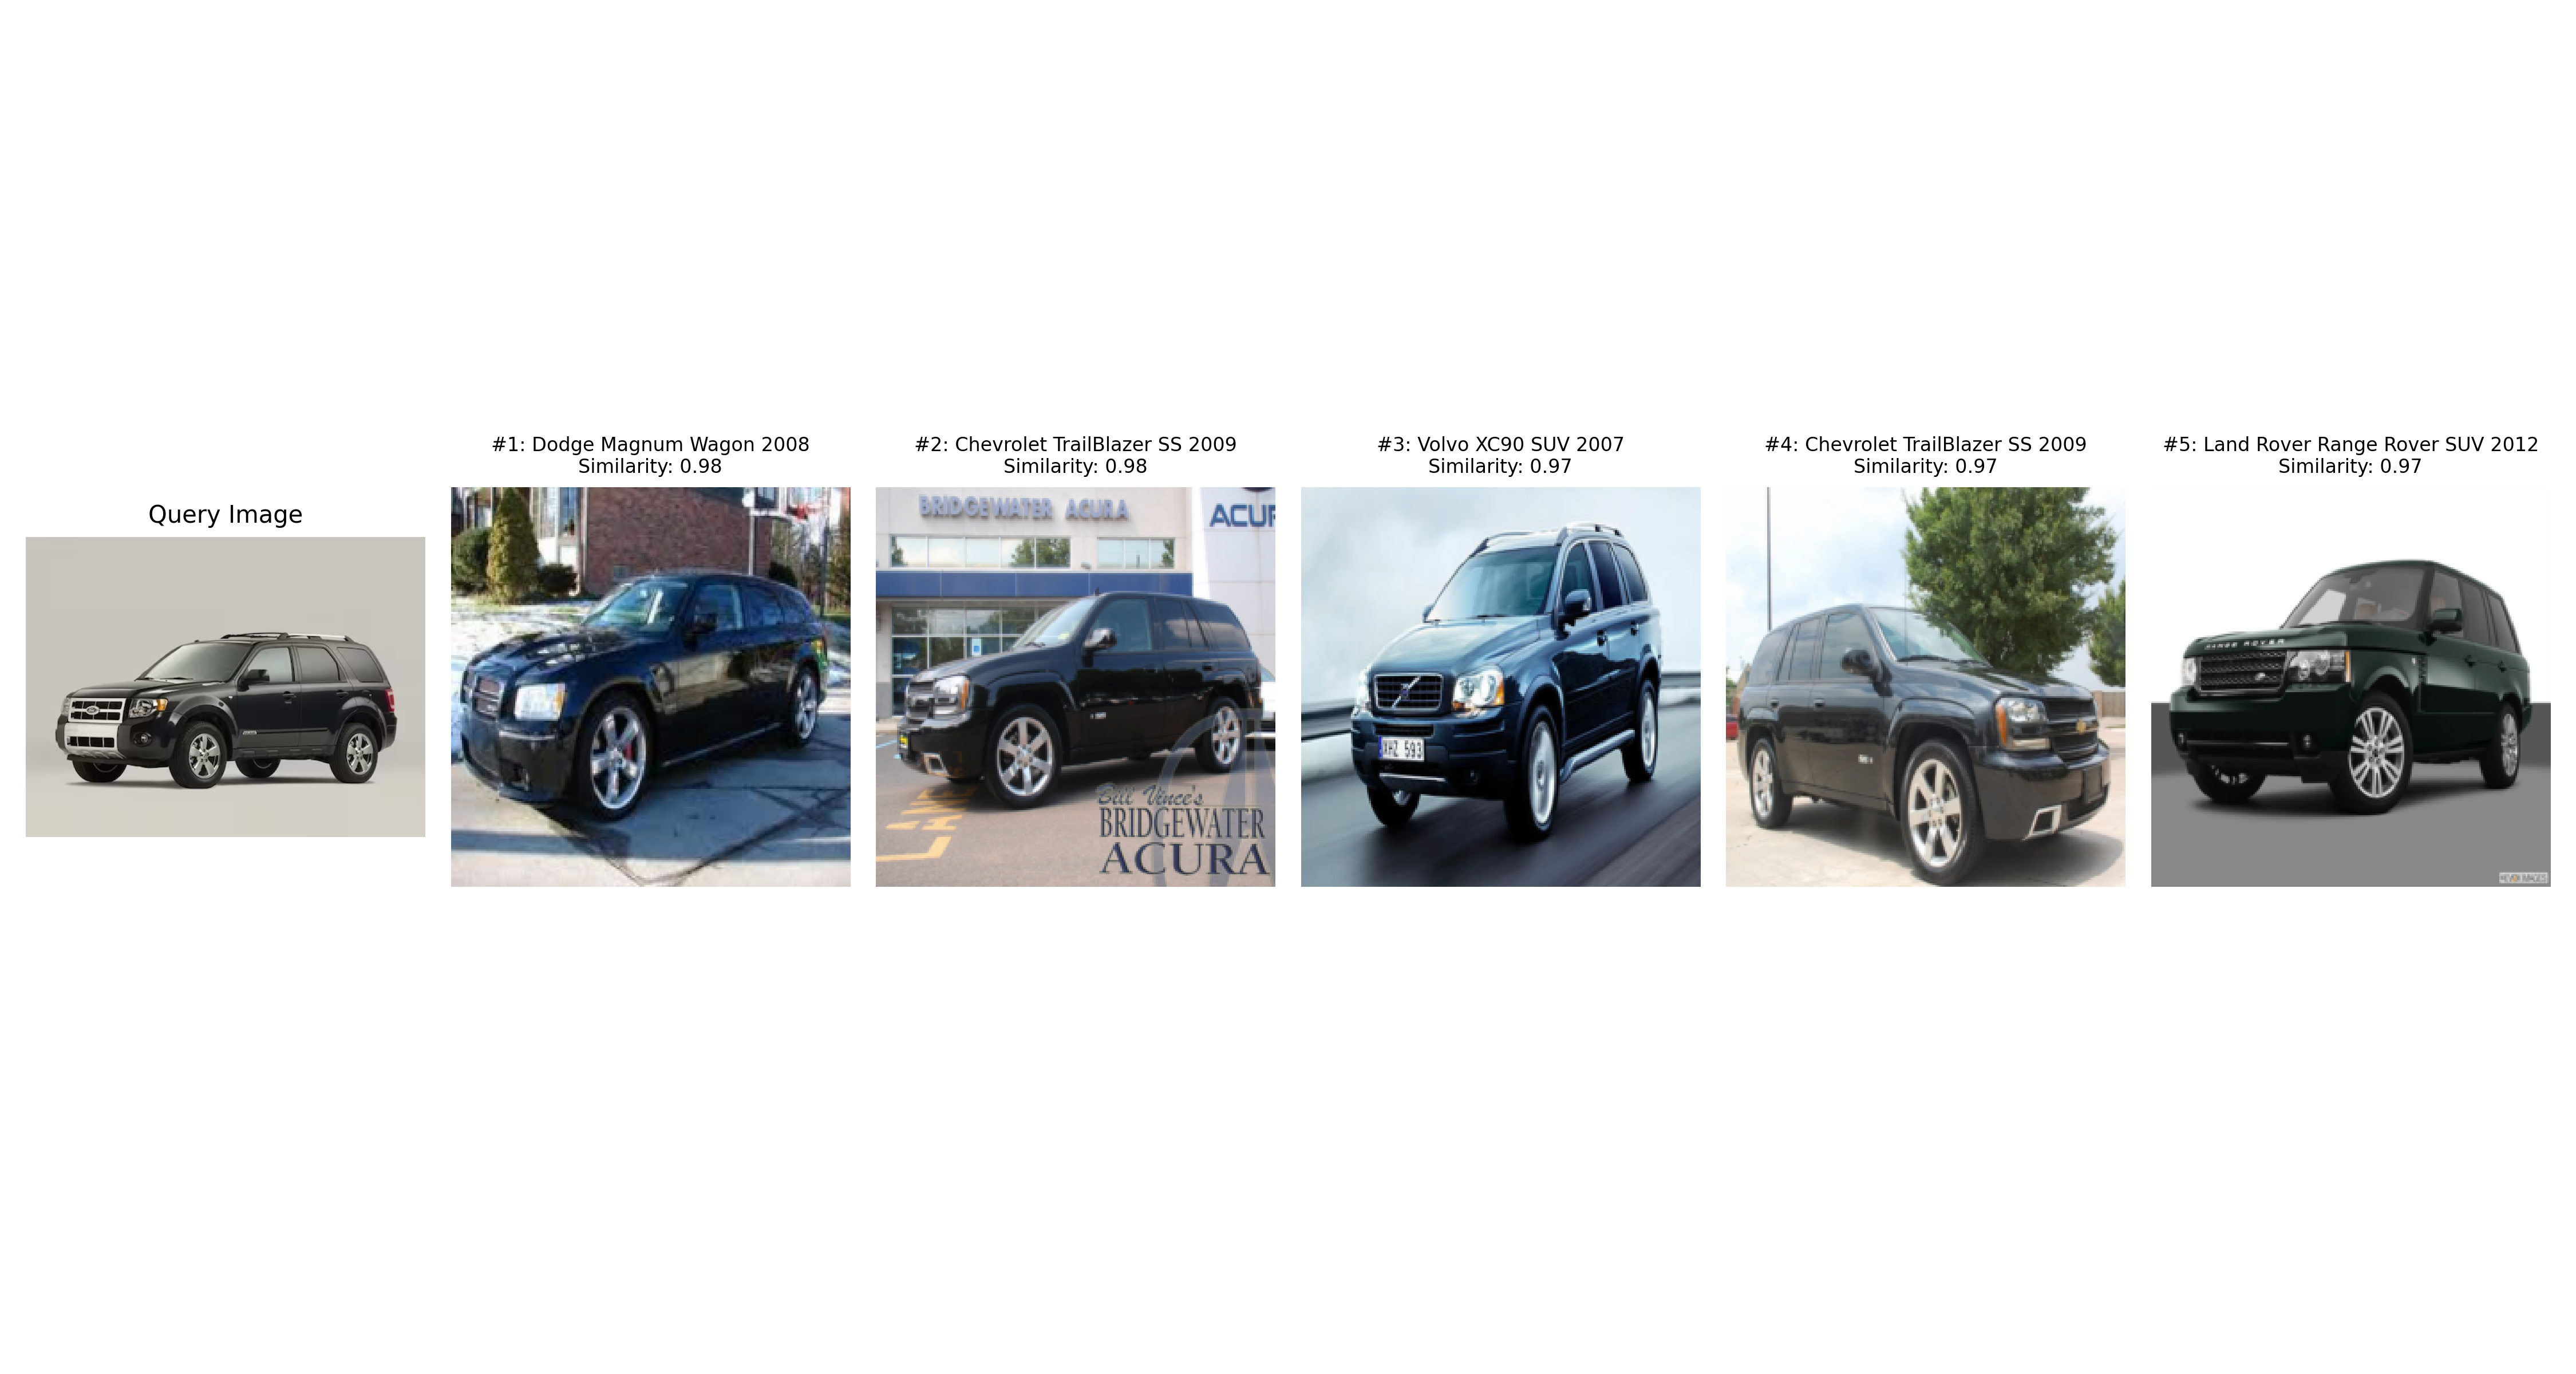 Query Image
#1: Dodge Magnum Wagon 2008
Similarity: 0.98
#2: Chevrolet TrailBlazer SS 2009
Similarity: 0.98
BRIDGEWATER ACURA
ACUR
Bill Vince's
BRIDGEWATER
ACURA
#3: Volvo XC90 SUV 2007
Similarity: 0.97
XHZ 593
#4: Chevrolet TrailBlazer SS 2009
Similarity: 0.97
#5: Land Rover Range Rover SUV 2012
Similarity: 0.97
RANGE ROVER